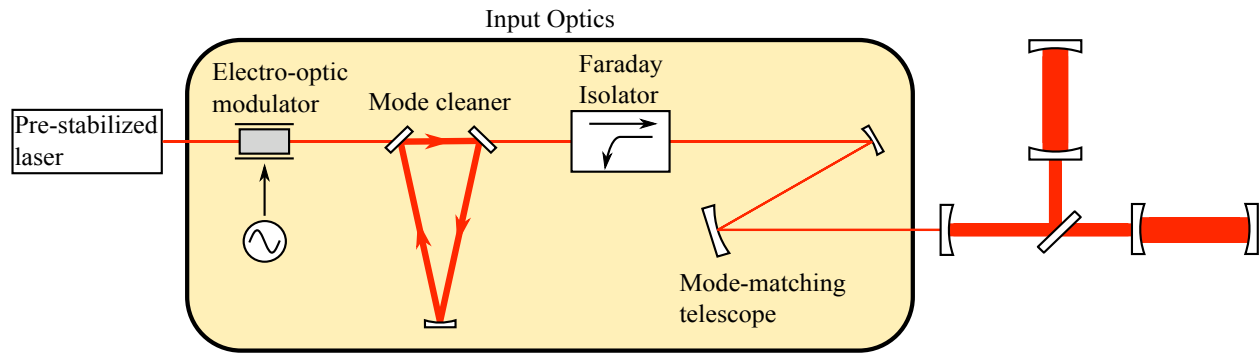 Input Optics
Electro-optic
modulator
Mode cleaner
Faraday
Isolator
Pre-stabilized
laser
Mode-matching
telescope